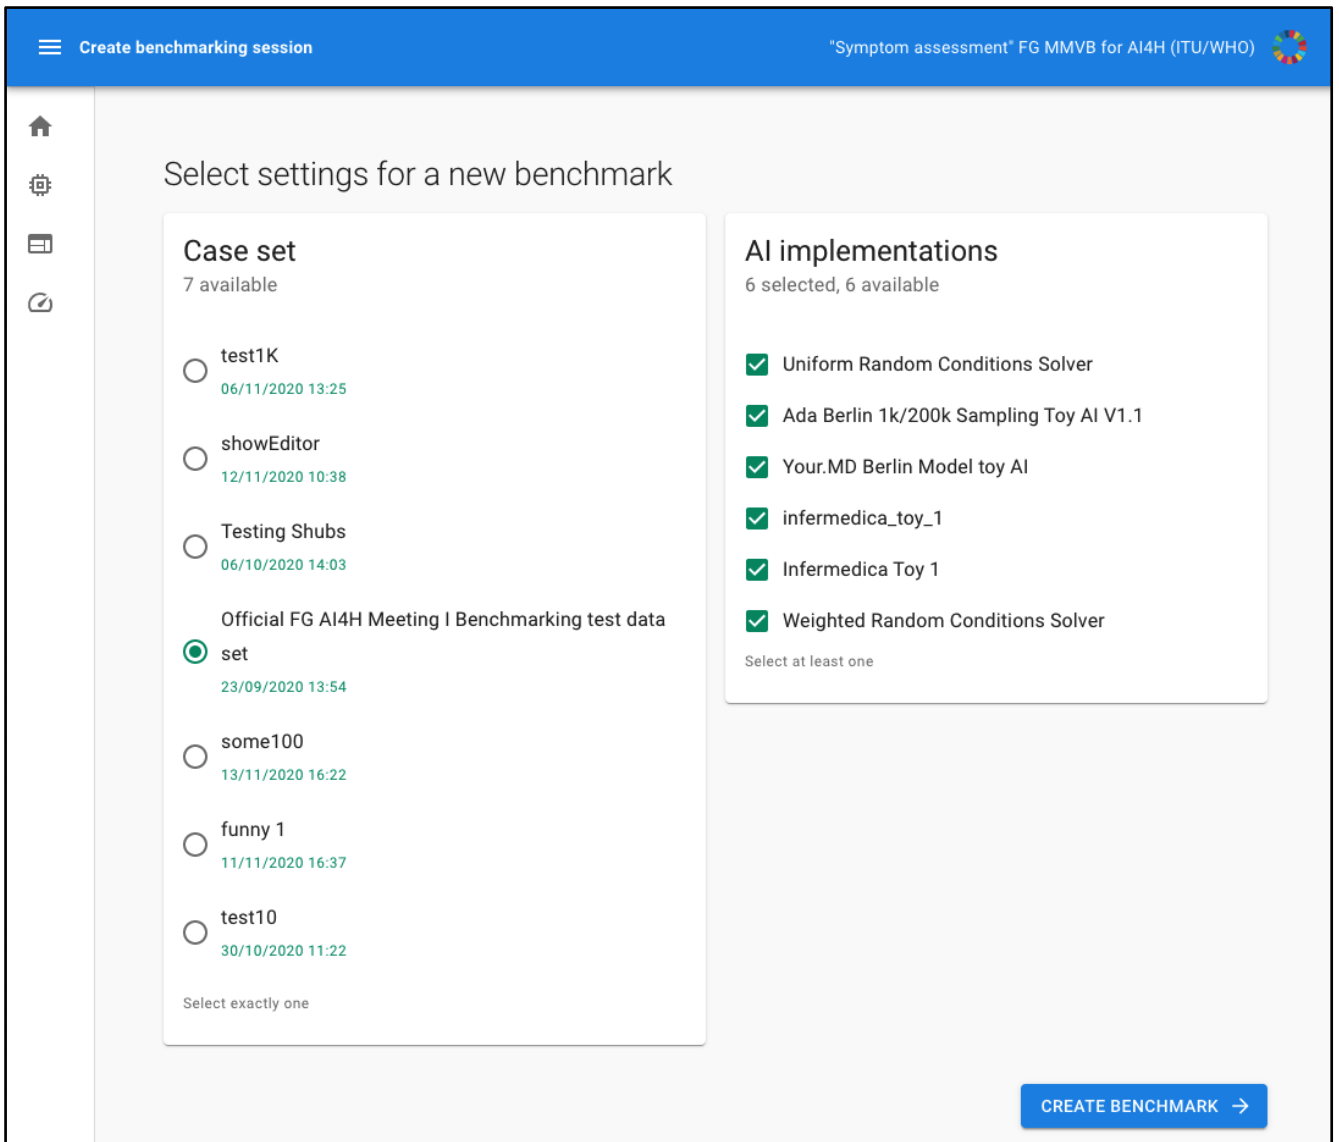 Create benchmarking session
"Symptom assessment" FG MMVB for AI4H (ITU/WHO)
Select settings for a new benchmark
Case set
7 available
test1K
06/11/2020 13:25
showEditor
12/11/2020 10:38
Testing Shubs
06/10/2020 14:03
Official FG AI4H Meeting I Benchmarking test data
set
23/09/2020 13:54
some100
13/11/2020 16:22
funny 1
11/11/2020 16:37
test10
30/10/2020 11:22
Select exactly one
AI implementations
6 selected, 6 available
Uniform Random Conditions Solver
Ada Berlin 1k/200k Sampling Toy AI V1.1
Your.MD Berlin Model toy AI
infermedica_toy_1
Infermedica Toy 1
Weighted Random Conditions Solver
Select at least one
CREATE BENCHMARK